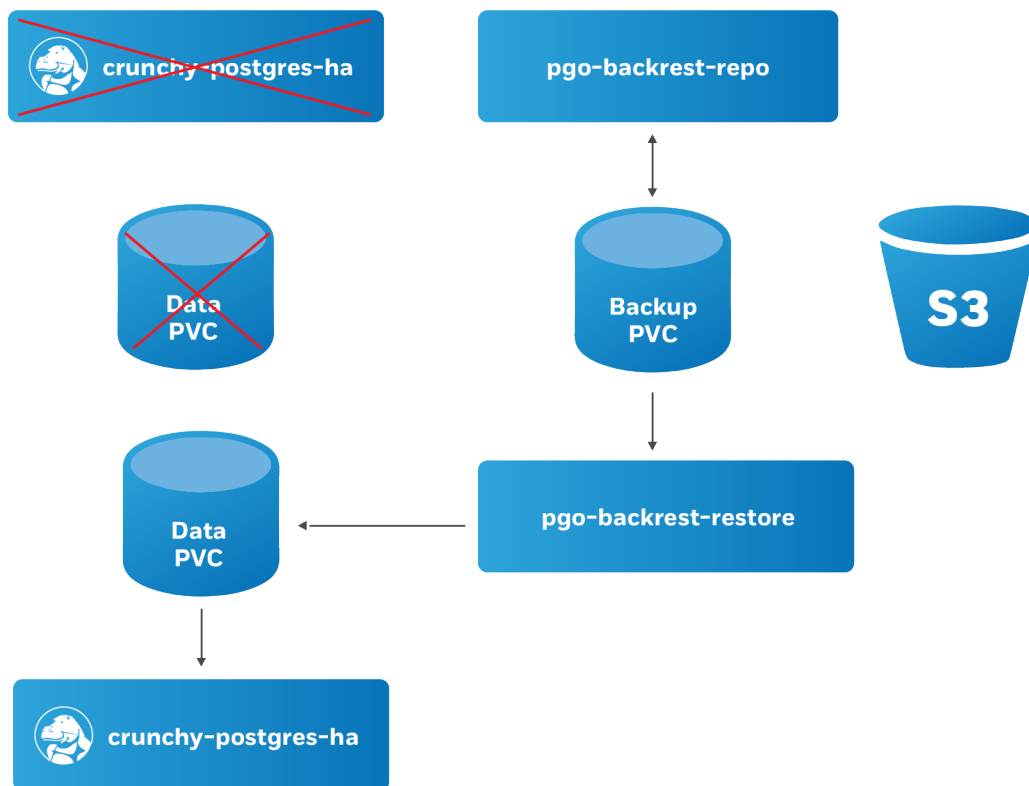 crunchy-postgres-ha
pgo-backrest-repo
Data
PVC
Backup
PVC
S3
Data
PVC
pgo-backrest-restore
crunchy-postgres-ha